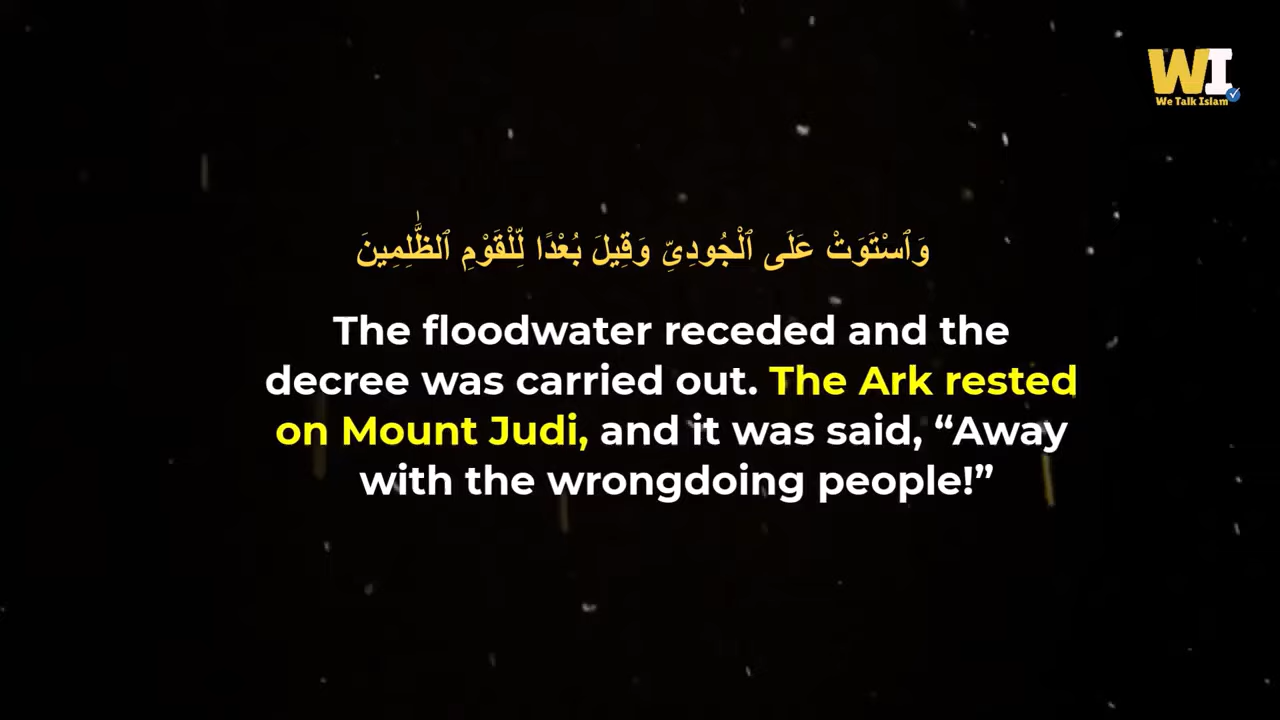 WI
We Talk Islam
وَٱسْتَوَتْ عَلَى ٱلْجُودِىِّ وَقِيلَ بُعْدًا لِّلْقَوْمِ ٱلظَّٰلِمِينَ
The floodwater receded and the
decree was carried out. The Ark rested
on Mount Judi, and it was said, “Away
with the wrongdoing people!”